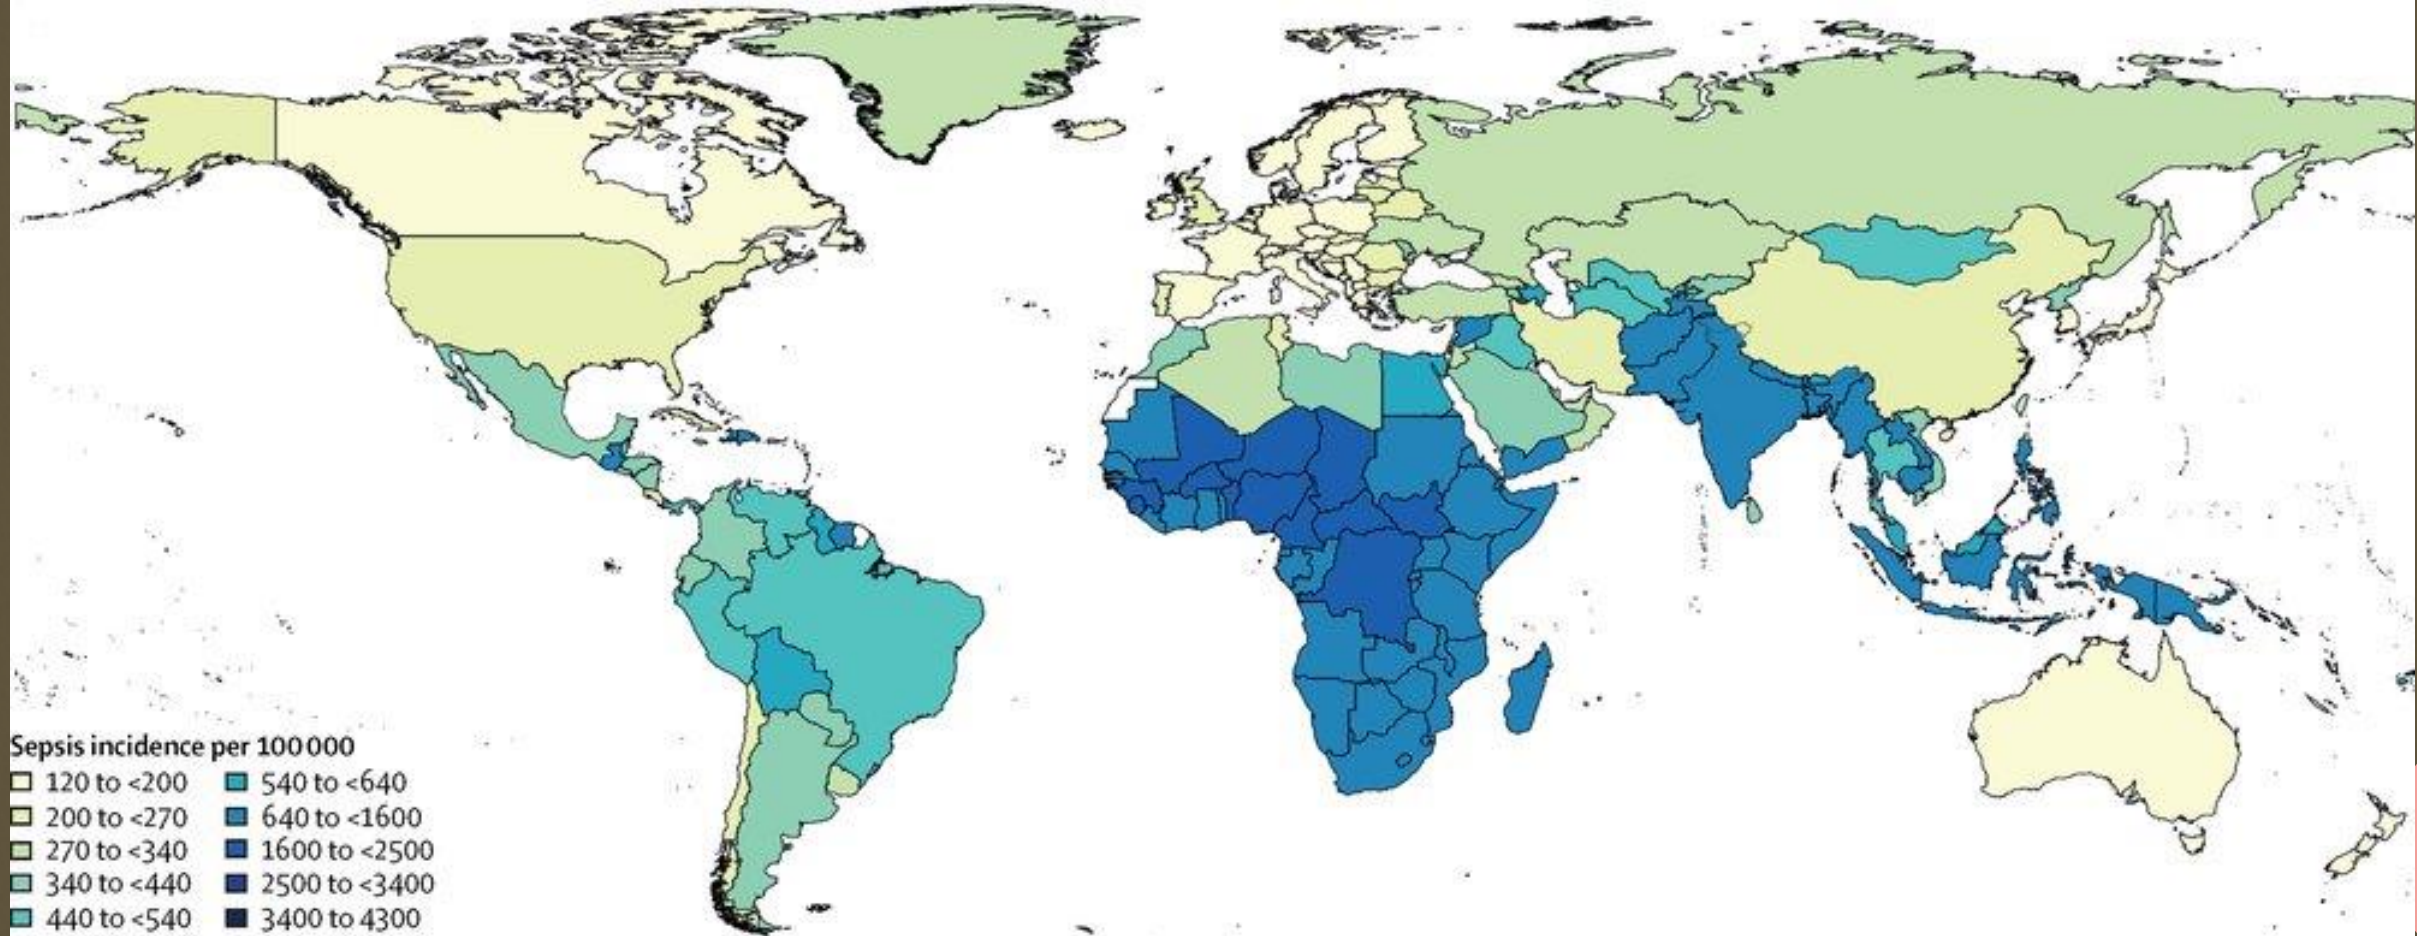 Sepsis incidence per 100 000
120 to <200
200 to <270
270 to <340
340 to <440
440 to <540
540 to <640
640 to <1600
1600 to <2500
2500 to <3400
3400 to 4300